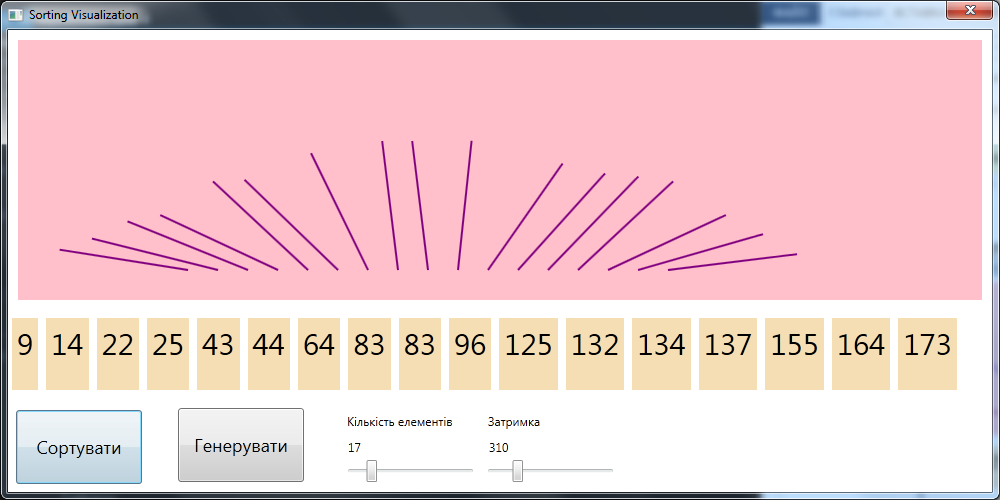 Sorting Visualization
9 14 22 25 43 44 64 83 83 96 125 132 134 137 155 164 173
Сортувати
Генерувати
Кількість елементів
17
Затримка
310